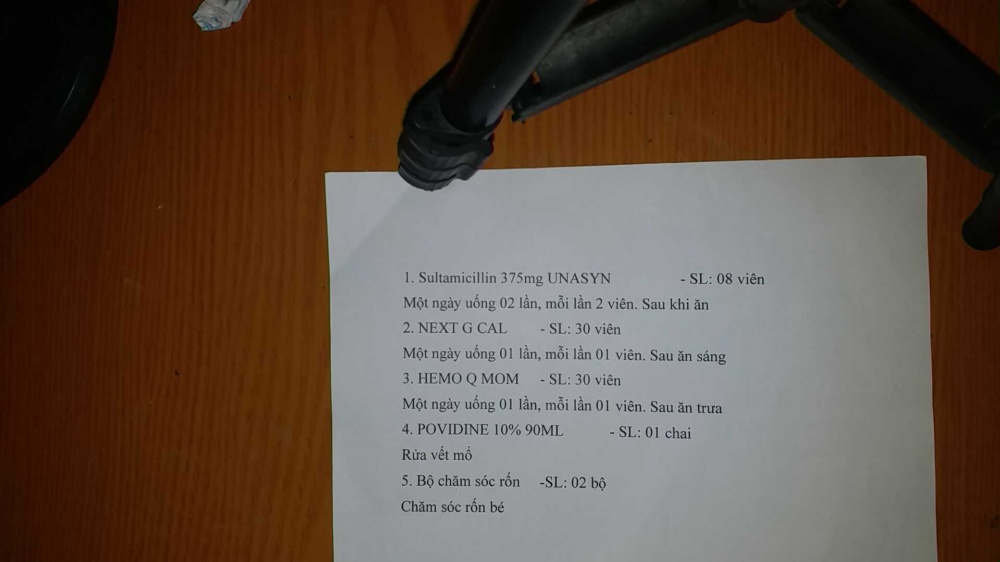 1. Sultamicillin 375mg UNASYN - SL: 08 viên
Một ngày uống 02 lần, mỗi lần 2 viên. Sau khi ăn
2. NEXT G CAL - SL: 30 viên
Một ngày uống 01 lần, mỗi lần 01 viên. Sau ăn sáng
3. HEMO Q MOM - SL: 30 viên
Một ngày uống 01 lần, mỗi lần 01 viên. Sau ăn trưa
4. POVIDINE 10% 90ML - SL: 01 chai
Rửa vết mổ
5. Bộ chăm sóc rốn -SL: 02 bộ
Chăm sóc rốn bé